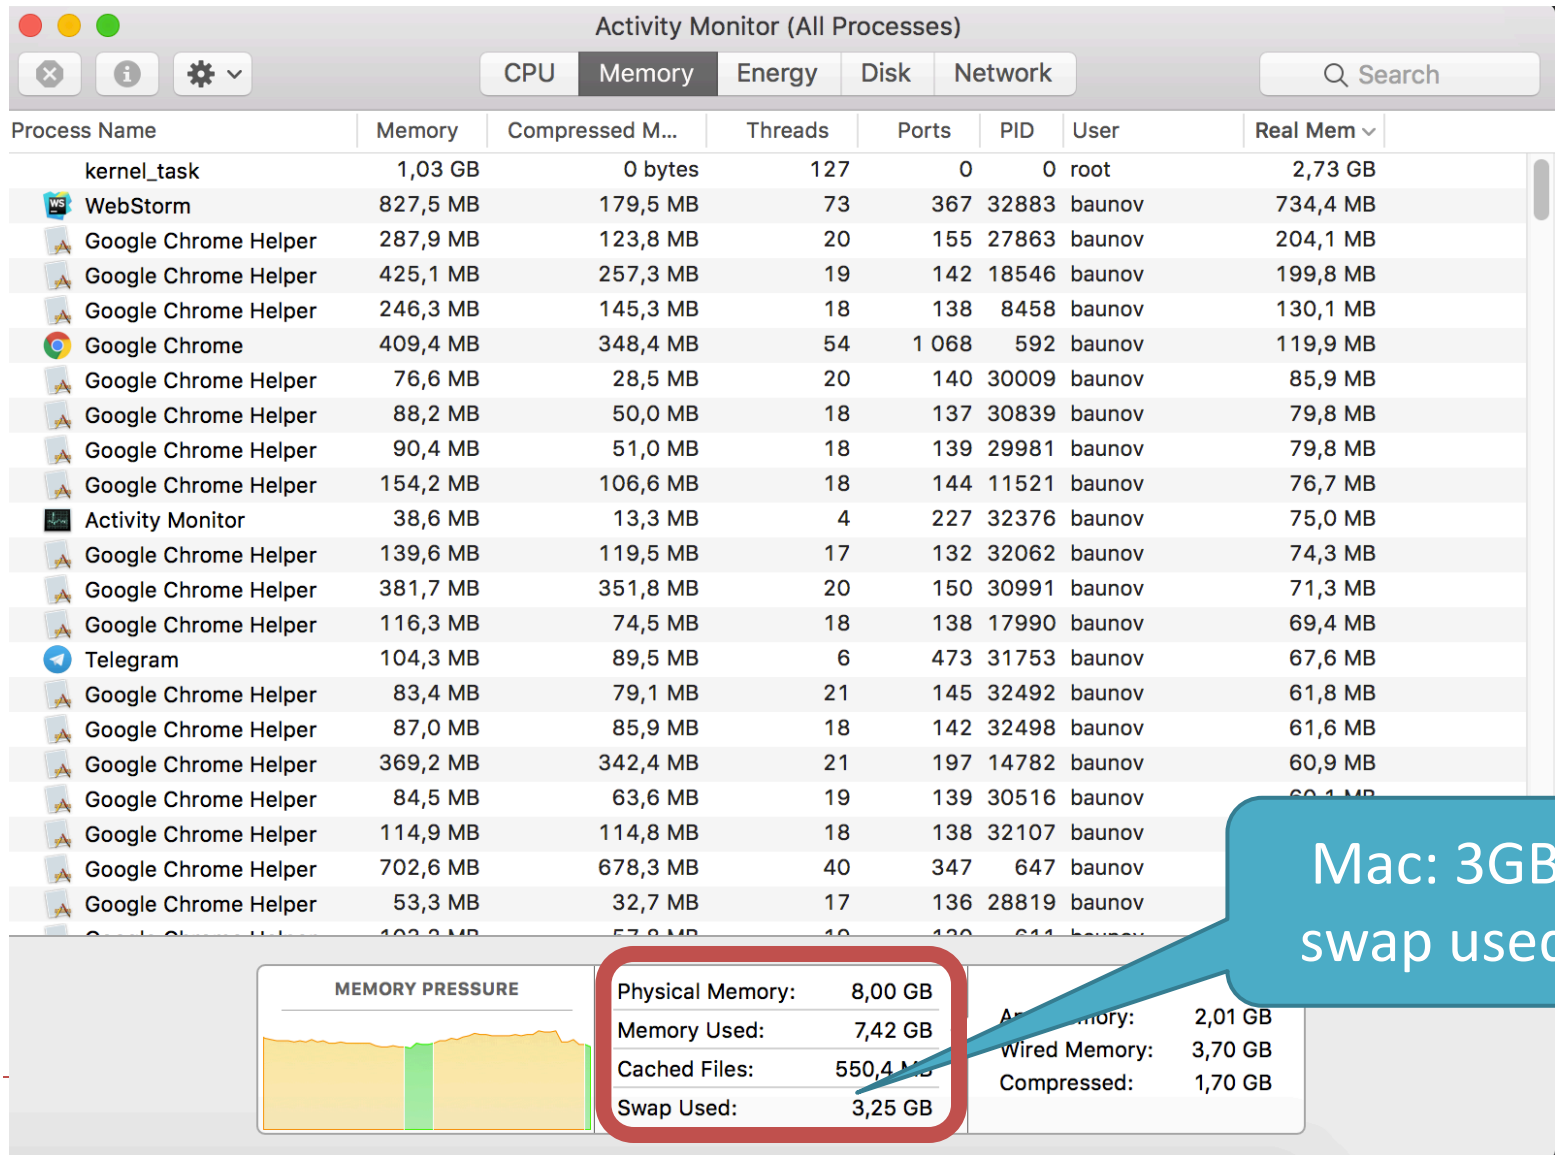 Activity Monitor (All Processes)
CPU Memory Energy Disk Network Search
Process Name Memory Compressed M... Threads Ports PID User Real Mem
kernel_task 1,03 GB 0 bytes 127 0 0 root 2,73 GB
WebStorm 827,5 MB 179,5 MB 73 367 32883 baunov 734,4 MB
Google Chrome Helper 287,9 MB 123,8 MB 20 155 27863 baunov 204,1 MB
Google Chrome Helper 425,1 MB 257,3 MB 19 142 18546 baunov 199,8 MB
Google Chrome Helper 246,3 MB 145,3 MB 18 138 8458 baunov 130,1 MB
Google Chrome 409,4 MB 348,4 MB 54 1 068 592 baunov 119,9 MB
Google Chrome Helper 76,6 MB 28,5 MB 20 140 30009 baunov 85,9 MB
Google Chrome Helper 88,2 MB 50,0 MB 18 137 30839 baunov 79,8 MB
Google Chrome Helper 90,4 MB 51,0 MB 18 139 29981 baunov 79,8 MB
Google Chrome Helper 154,2 MB 106,6 MB 18 144 11521 baunov 76,7 MB
Activity Monitor 38,6 MB 13,3 MB 4 227 32376 baunov 75,0 MB
Google Chrome Helper 139,6 MB 119,5 MB 17 132 32062 baunov 74,3 MB
Google Chrome Helper 381,7 MB 351,8 MB 20 150 30991 baunov 71,3 MB
Google Chrome Helper 116,3 MB 74,5 MB 18 138 17990 baunov 69,4 MB
Telegram 104,3 MB 89,5 MB 6 473 31753 baunov 67,6 MB
Google Chrome Helper 83,4 MB 79,1 MB 21 145 32492 baunov 61,8 MB
Google Chrome Helper 87,0 MB 85,9 MB 18 142 32498 baunov 61,6 MB
Google Chrome Helper 369,2 MB 342,4 MB 21 197 14782 baunov 60,9 MB
Google Chrome Helper 84,5 MB 63,6 MB 19 139 30516 baunov
Google Chrome Helper 114,9 MB 114,8 MB 18 138 32107 baunov
Google Chrome Helper 702,6 MB 678,3 MB 40 347 647 baunov
Google Chrome Helper 53,3 MB 32,7 MB 17 136 28819 baunov
Mac: 3GB
swap used
MEMORY PRESSURE
Physical Memory: 8,00 GB
Memory Used: 7,42 GB
Cached Files: 550,4 MB
Swap Used: 3,25 GB
2,01 GB
Wired Memory: 3,70 GB
Compressed: 1,70 GB